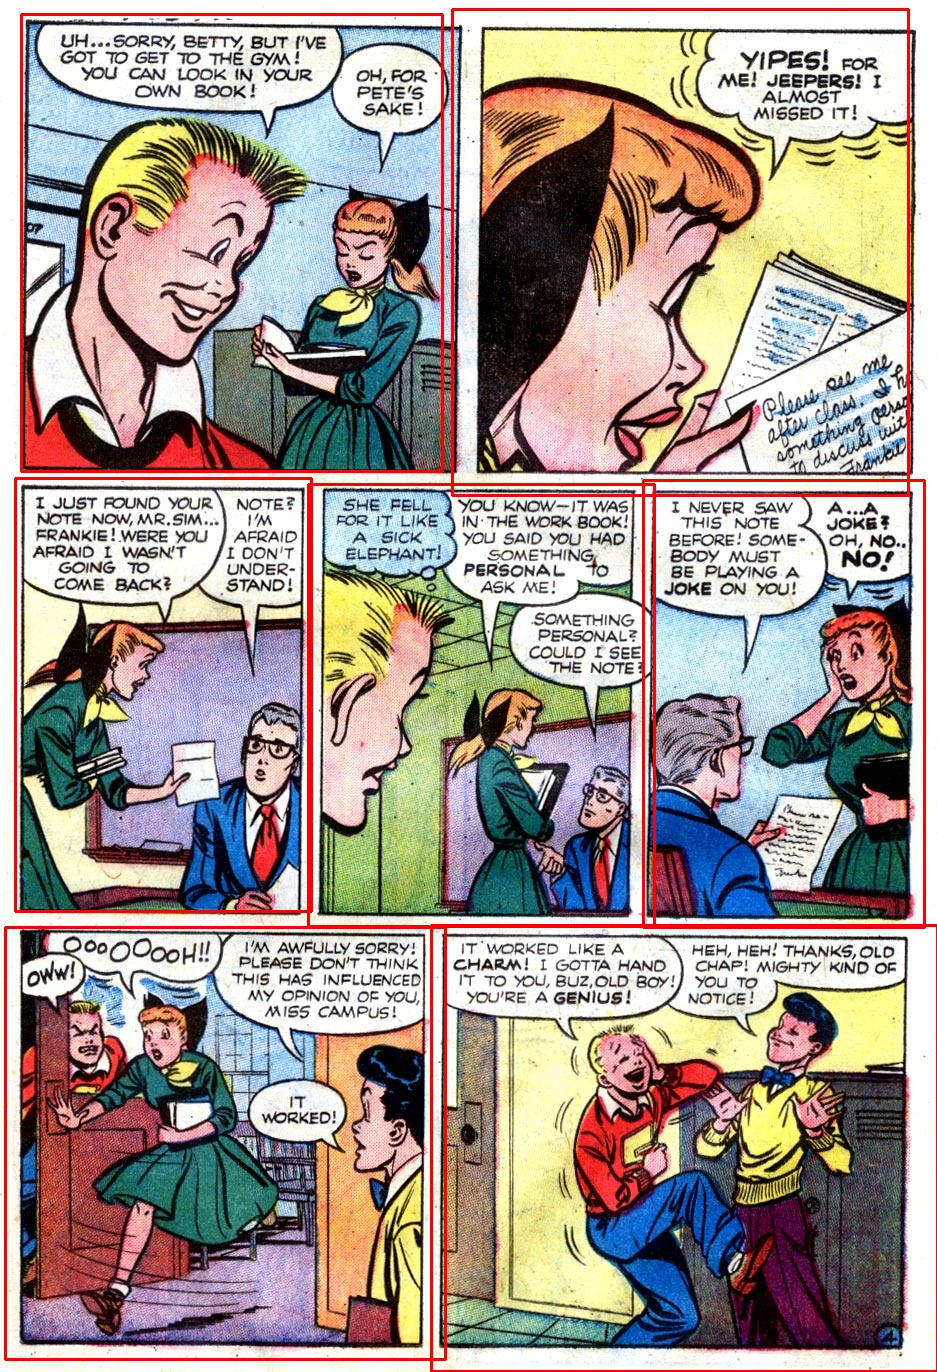 UH...SORRY, BETTY, BUT I'VE
GOT TO GET TO THE GYM!
YOU CAN LOOK IN YOUR
OWN BOOK!
OH, FOR
PETE'S
SAKE!
YIPES! FOR
ME! JEEPERS! I
ALMOST
MISSED IT!
Please see me
after class. I h
something perso
to discuss wit
Frankie
I JUST FOUND YOUR
NOTE NOW, MR. SIM...
FRANKIE! WERE YOU
AFRAID I WASN'T
GOING TO
COME BACK?
NOTE?
I'M
AFRAID
I DON'T
UNDER-
STAND!
SHE FELL
FOR IT LIKE
A SICK
ELEPHANT!
YOU KNOW—IT WAS
IN THE WORK BOOK!
YOU SAID YOU HAD
SOMETHING
PERSONAL TO
ASK ME!
SOMETHING
PERSONAL?
COULD I SEE
THE NOTE?
I NEVER SAW
THIS NOTE
BEFORE! SOME-
BODY MUST
BE PLAYING A
JOKE ON YOU!
A...A
JOKE?
OH, NO..
NO!
OWW!
OOOOOOOH!!
I'M AWFULLY SORRY!
PLEASE DON'T THINK
THIS HAS INFLUENCED
MY OPINION OF YOU,
MISS CAMPUS!
IT
WORKED!
IT WORKED LIKE A
CHARM! I GOTTA HAND
IT TO YOU, BUZ, OLD BOY!
YOU'RE A GENIUS!
HEH, HEH! THANKS, OLD
CHAP! MIGHTY KIND OF
YOU TO
NOTICE!
4